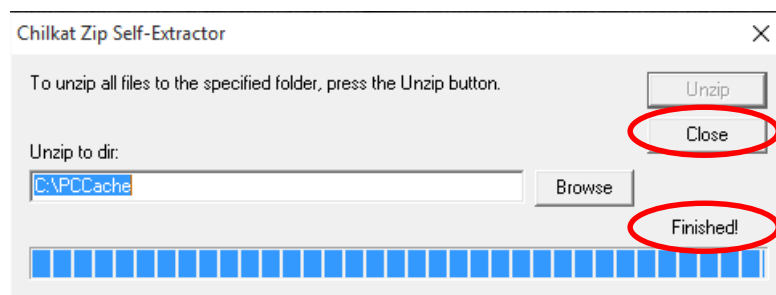 Chilkat Zip Self-Extractor
To unzip all files to the specified folder, press the Unzip button.
Unzip
Close
Unzip to dir:
C:\PCCache
Browse
Finished!